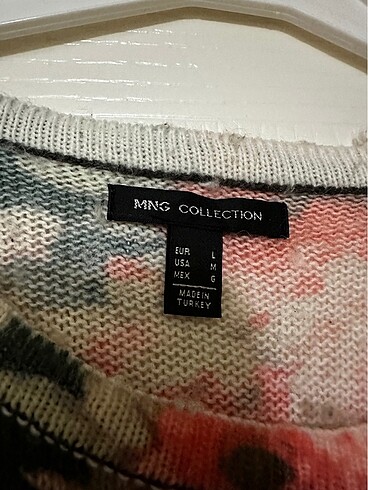 MNG COLLECTION
EUR L
USA M
MEX G
MADE IN
TURKEY